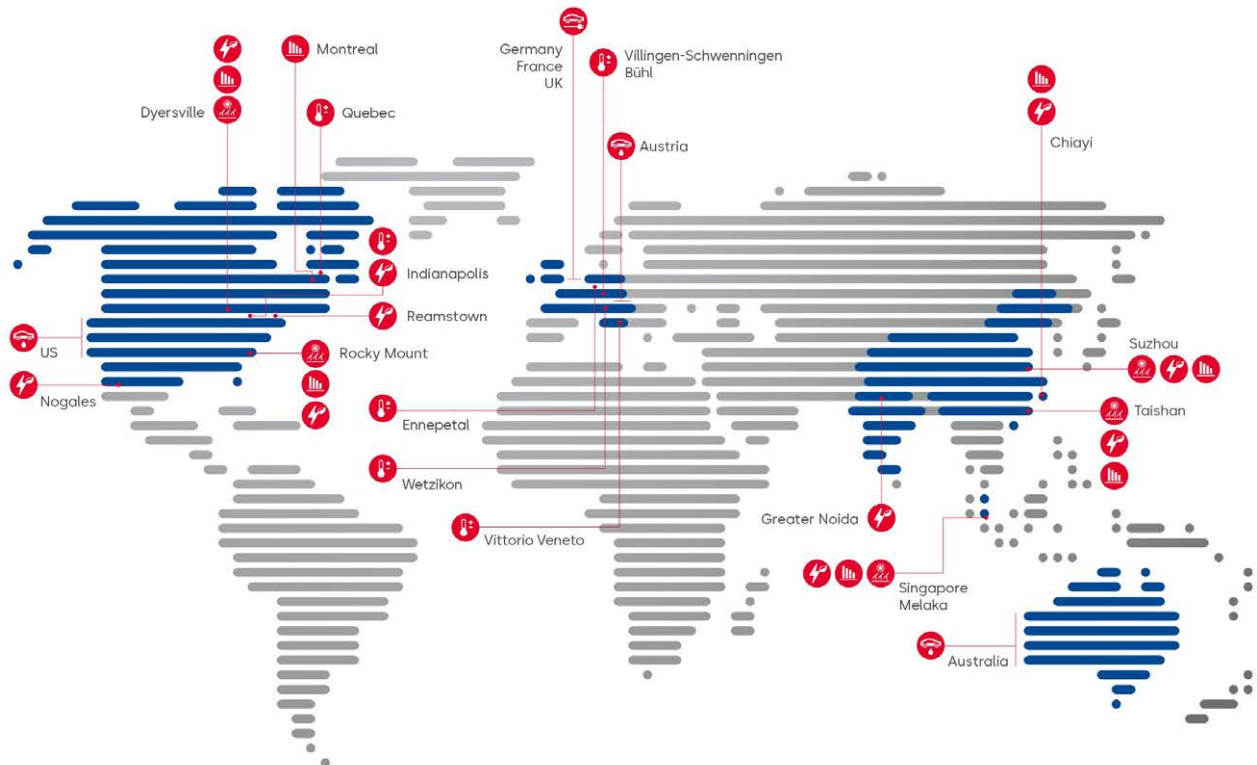 Montreal
Dyersville
Quebec
Germany
France
UK
Villingen-Schwenningen
Bühl
Austria
Chiayi
Indianapolis
Reamstown
US
Rocky Mount
Nogales
Suzhou
Taishan
Ennepetal
Wetzikon
Vittorio Veneto
Greater Noida
Singapore
Melaka
Australia